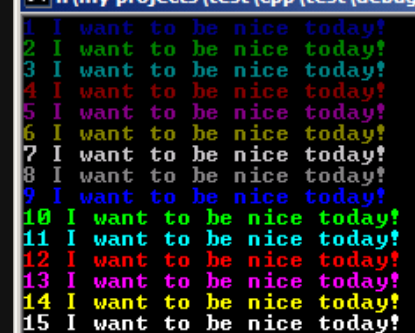 \my projects\test\cpp\test\debug
1 I want to be nice today!
2 I want to be nice today!
3 I want to be nice today!
4 I want to be nice today!
5 I want to be nice today!
6 I want to be nice today!
7 I want to be nice today!
8 I want to be nice today!
9 I want to be nice today!
10 I want to be nice today!
11 I want to be nice today!
12 I want to be nice today!
13 I want to be nice today!
14 I want to be nice today!
15 I want to be nice today!